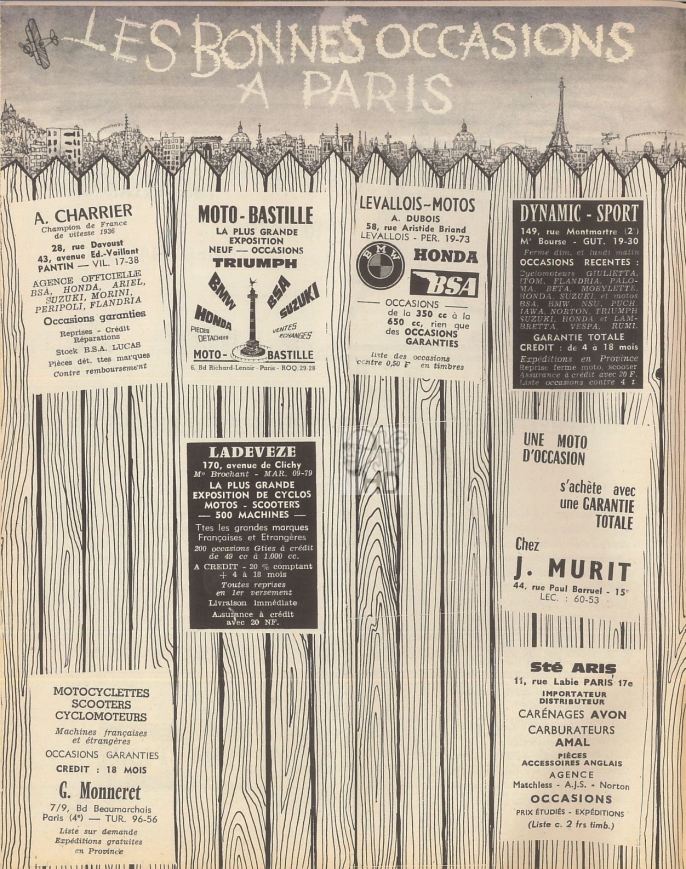 LES BONNES OCCASIONS
A PARIS
A. CHARRIER
Champion de France
de vitesse 1936
28, rue Davoust
43, avenue Ed.-Vaillant
PANTIN — VIL. 17-38
AGENCE OFFICIELLE
BSA, HONDA, ARIEL,
SUZUKI, MORINI,
PERIPOLI, FLANDRIA
Occasions garanties
Reprises - Crédit
Réparations
Stock B.S.A. LUCAS
Pièces dét. ttes marques
Contre remboursement
MOTO - BASTILLE
LA PLUS GRANDE
EXPOSITION
NEUF — OCCASIONS
TRIUMPH
BMW
BSA
HONDA
SUZUKI
PIECES
DETACHEES
VENTES
ECHANGES
MOTO - BASTILLE
6, Bd Richard-Lenoir - Paris - ROQ. 29-28
LEVALLOIS-MOTOS
A. DUBOIS
58, rue Aristide Briand
LEVALLOIS - PER. 19-73
BMW
HONDA
BSA
— OCCASIONS —
de la 350 cc à la
650 cc, rien que
des OCCASIONS
GARANTIES
liste des occasions
contre 0,50 F en timbres
DYNAMIC - SPORT
149, rue Montmartre (2)
M° Bourse - GUT. 19-30
Ferme dim. et lundi matin
OCCASIONS RECENTES :
Cyclomoteurs GIULIETTA,
ITOM, FLANDRIA, PALO-
MA, BETA, MOBYLETTE,
HONDA, SUZUKI, et motos
BSA, BMW, NSU, PUCH,
JAWA, NORTON, TRIUMPH
SUZUKI, HONDA et LAM-
BRETTA, VESPA, RUMI.
GARANTIE TOTALE
CREDIT : de 4 à 18 mois
Expéditions en Province
Reprise ferme moto, scooter
Assurance à crédit avec 20 F.
Liste occasions contre 4 t
LADEVEZE
170, avenue de Clichy
M° Brochant - MAR. 09-79
LA PLUS GRANDE
EXPOSITION DE CYCLOS
MOTOS - SCOOTERS
— 500 MACHINES —
Ttes les grandes marques
Françaises et Etrangères
200 occasions Gties à crédit
de 49 cc à 1.000 cc.
A CREDIT - 20 % comptant
+ 4 à 18 mois
Toutes reprises
en 1er versement
Livraison immédiate
Assurance à crédit
avec 20 NF.
UNE MOTO
D'OCCASION
s'achète avec
une GARANTIE
TOTALE
Chez
J. MURIT
44, rue Paul Barruel - 15e
LEC. : 60-53
MOTOCYCLETTES
SCOOTERS
CYCLOMOTEURS
Machines françaises
et étrangères
OCCASIONS GARANTIES
CREDIT : 18 MOIS
G. Monneret
7/9, Bd Beaumarchais
Paris (4e) — TUR. 96-56
Liste sur demande
Expéditions gratuites
en Province
Sté ARIS
11, rue Labie PARIS 17e
IMPORTATEUR
DISTRIBUTEUR
CARÉNAGES AVON
CARBURATEURS
AMAL
PIÈCES
ACCESSOIRES ANGLAIS
AGENCE
Matchless - A.J.S. - Norton
OCCASIONS
PRIX ÉTUDIÉS - EXPÉDITIONS
(Liste c. 2 frs timb.)